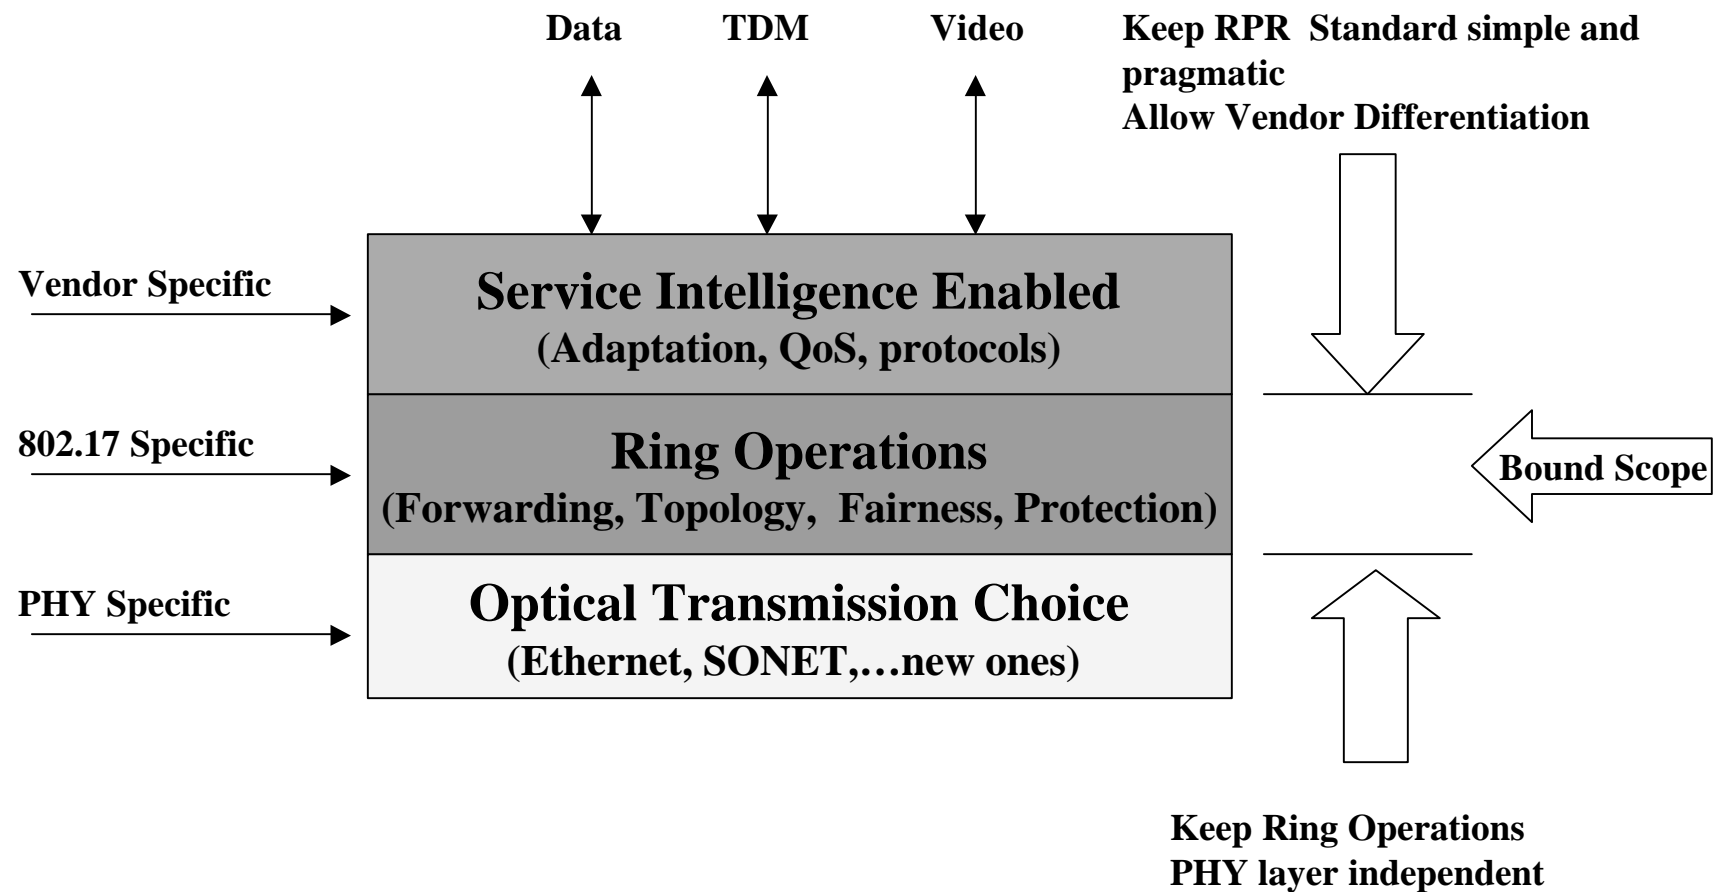 Data TDM Video
Keep RPR Standard simple and
pragmatic
Allow Vendor Differentiation
Vendor Specific
Service Intelligence Enabled
(Adaptation, QoS, protocols)
802.17 Specific
Ring Operations
(Forwarding, Topology, Fairness, Protection)
Bound Scope
PHY Specific
Optical Transmission Choice
(Ethernet, SONET,…new ones)
Keep Ring Operations
PHY layer independent